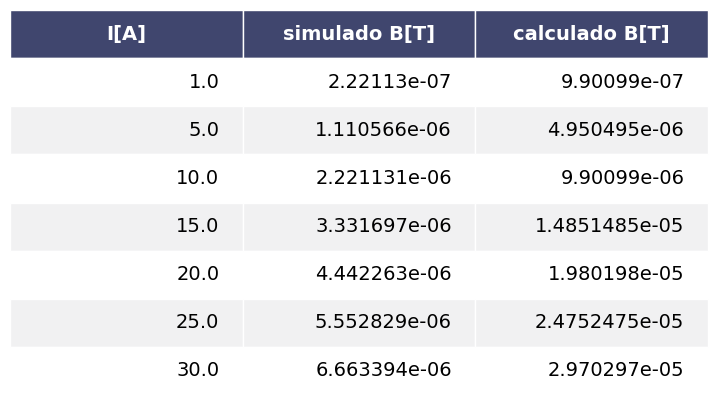 I[A] simulado B[T] calculado B[T]
1.0 2.22113e-07 9.90099e-07
5.0 1.110566e-06 4.950495e-06
10.0 2.221131e-06 9.90099e-06
15.0 3.331697e-06 1.4851485e-05
20.0 4.442263e-06 1.980198e-05
25.0 5.552829e-06 2.4752475e-05
30.0 6.663394e-06 2.970297e-05